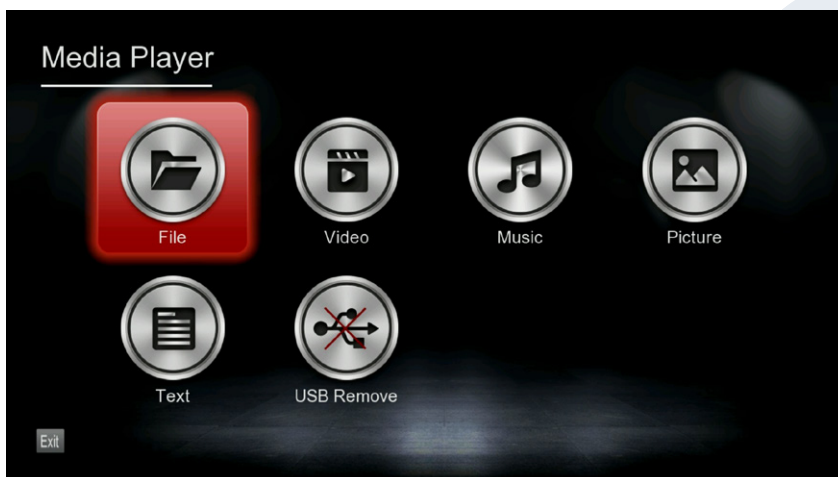 Media Player
File
Video
Music
Picture
Text
USB Remove
Exit